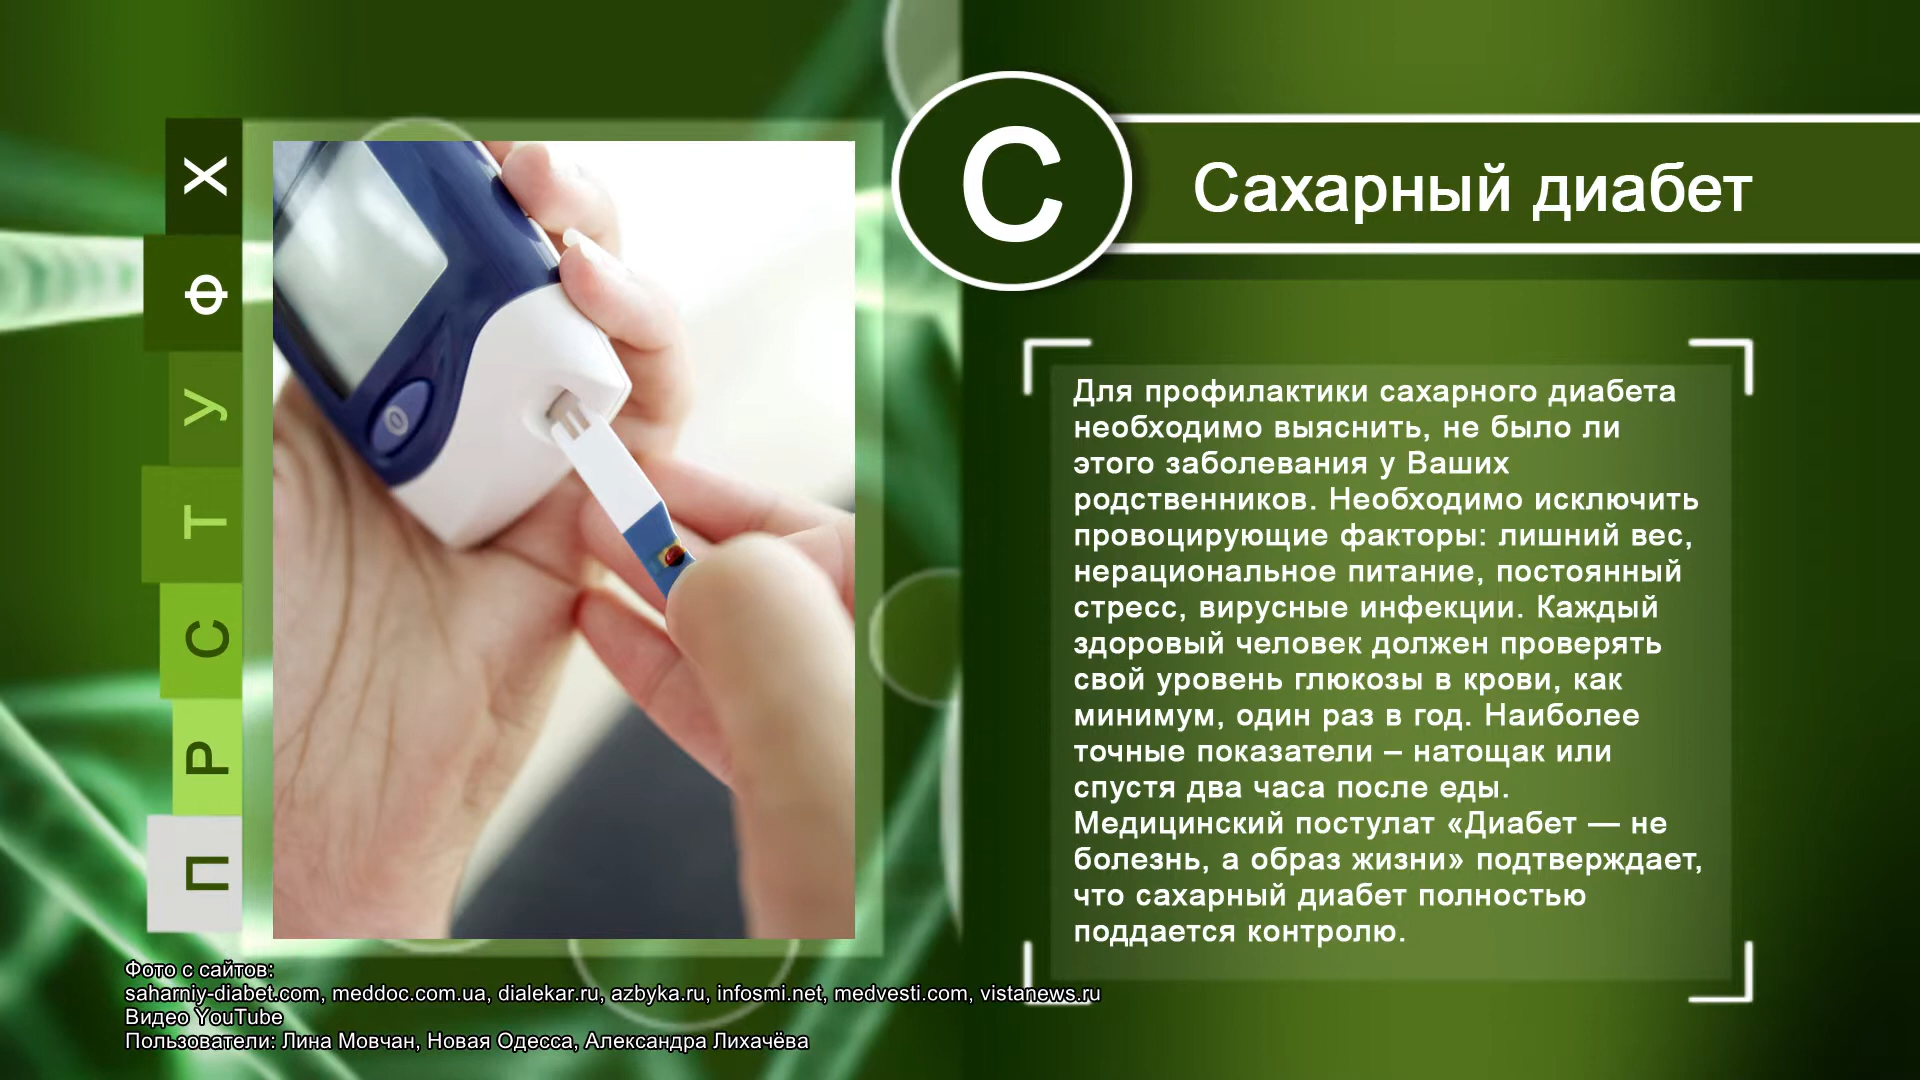 Х
Ф
У
Т
С
Р
П
С
Сахарный диабет
Для профилактики сахарного диабета
необходимо выяснить, не было ли
этого заболевания у Ваших
родственников. Необходимо исключить
провоцирующие факторы: лишний вес,
нерациональное питание, постоянный
стресс, вирусные инфекции. Каждый
здоровый человек должен проверять
свой уровень глюкозы в крови, как
минимум, один раз в год. Наиболее
точные показатели – натощак или
спустя два часа после еды.
Медицинский постулат «Диабет — не
болезнь, а образ жизни» подтверждает,
что сахарный диабет полностью
поддается контролю.
Фото с сайтов:
saharniy-diabet.com, meddoc.com.ua, dialekar.ru, azbyka.ru, infosmi.net, medvesti.com, vistanews.ru
Видео YouTube
Пользователи: Лина Мовчан, Новая Одесса, Александра Лихачёва